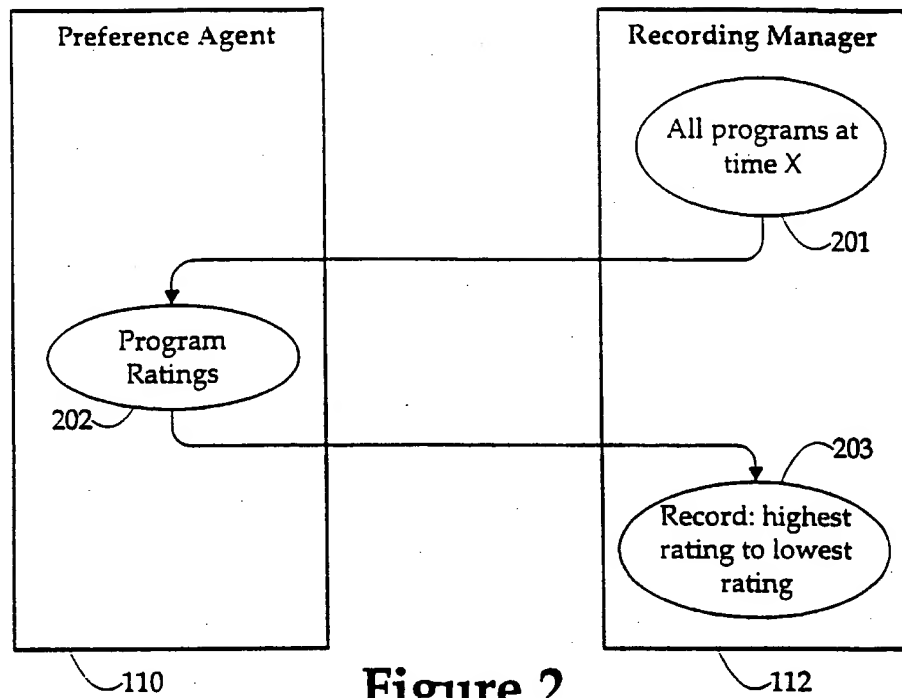 Preference Agent
Recording Manager
All programs at
time X
201
Program
Ratings
202
203
Record: highest
rating to lowest
rating
110
Figure 2
112